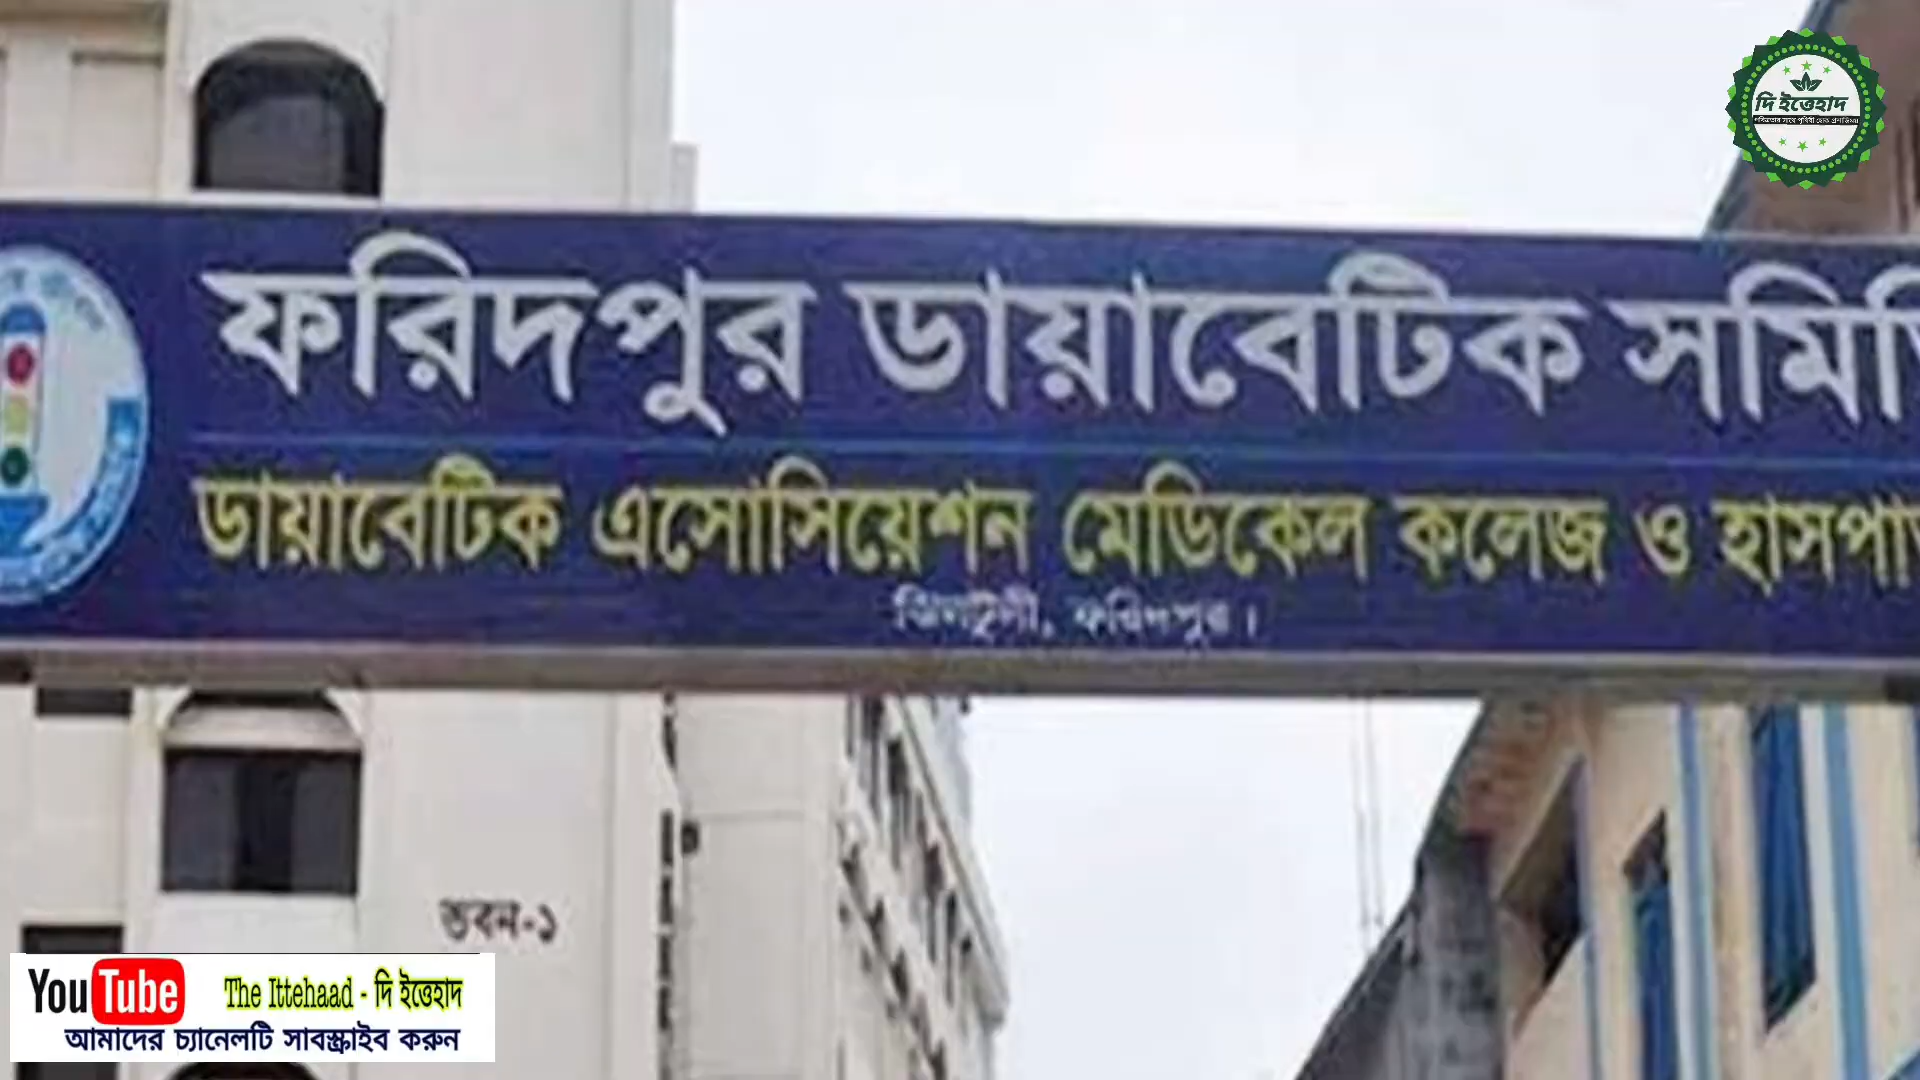 দি ইত্তেহাদ
ফরিদপুর ডায়াবেটিক সমিতি
ডায়াবেটিক এসোসিয়েশন মেডিকেল কলেজ ও হাসপাত
ঝিলটুলী, ফরিদপুর।
ভবন-১
YouTube The Ittehaad - দি ইত্তেহাদ
আমাদের চ্যানেলটি সাবস্ক্রাইব করুন